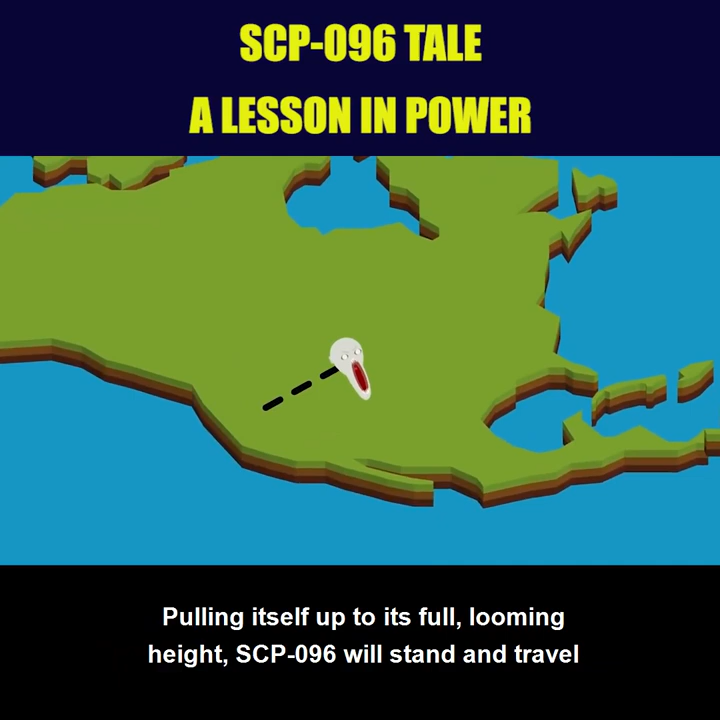 SCP-096 TALE
A LESSON IN POWER
Pulling itself up to its full, looming
height, SCP-096 will stand and travel